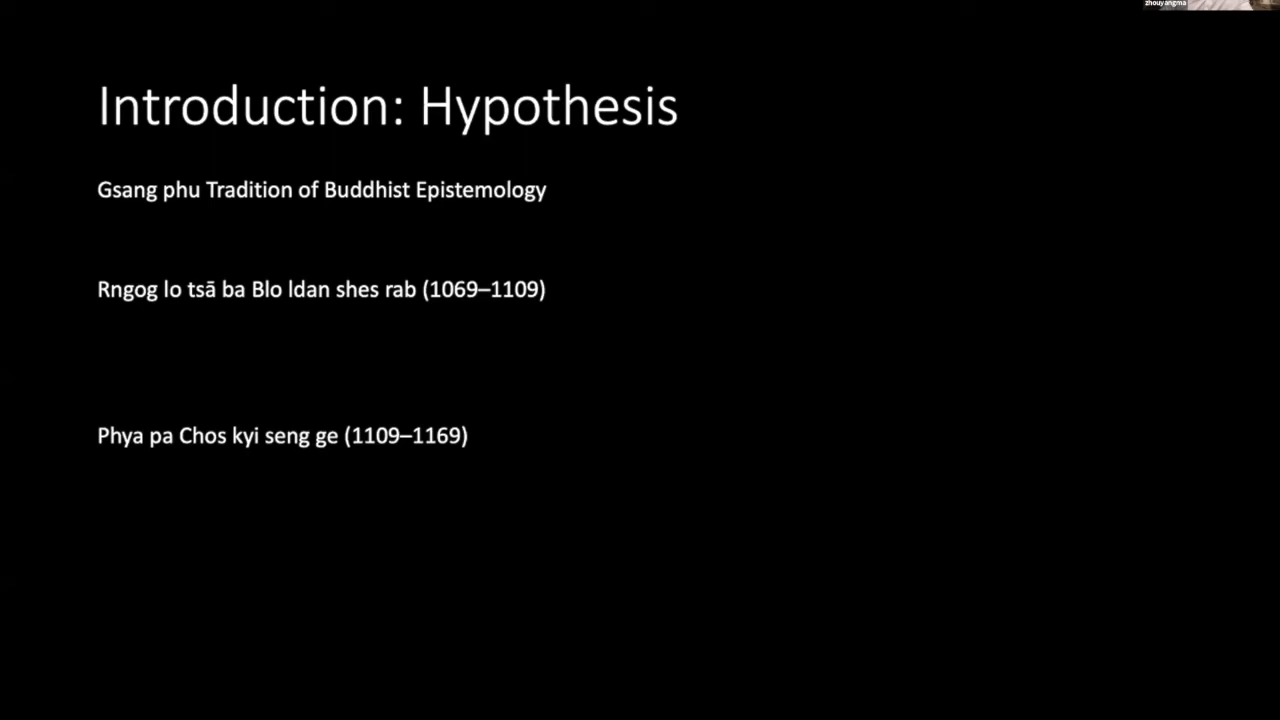 zhouyangma
Introduction: Hypothesis
Gsang phu Tradition of Buddhist Epistemology
Rngog lo tsā ba Blo ldan shes rab (1069–1109)
Phya pa Chos kyi seng ge (1109–1169)